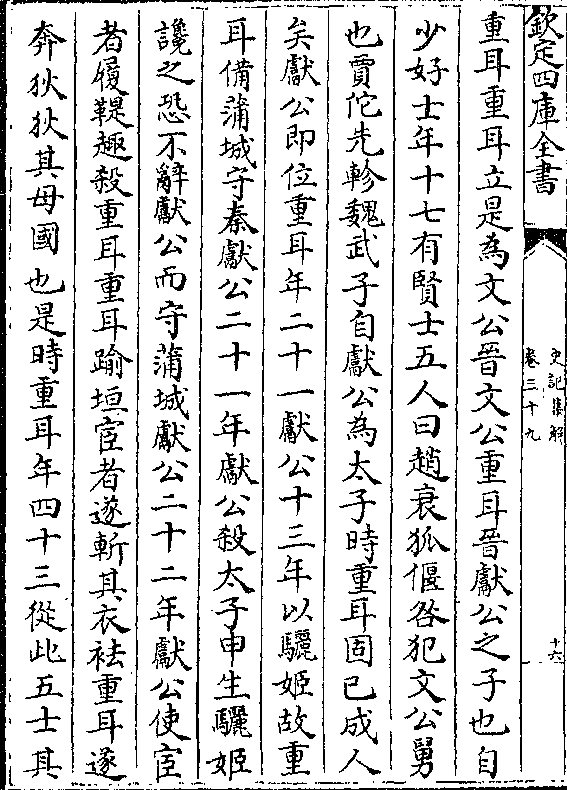 欽定四庫全書
史記集解
卷三十九
十六
重耳重耳立是為文公晉文公重耳晉獻公之子也自
少好士年十七有賢士五人曰趙衰狐偃咎犯文公舅
也賈佗先軫魏武子自獻公為太子時重耳固已成人
矣獻公即位重耳年二十一獻公十三年以驪姬故重
耳備蒲城守秦獻公二十一年獻公殺太子申生驪姬
讒之恐不辭獻公而守蒲城獻公二十二年獻公使宦
者履鞮趣殺重耳重耳踰垣宦者遂斬其衣袪重耳遂
奔狄狄其母國也是時重耳年四十三從此五士其